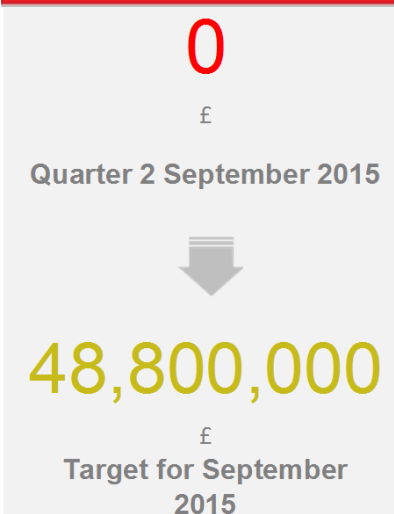 0
£
Quarter 2 September 2015
48,800,000
£
Target for September
2015